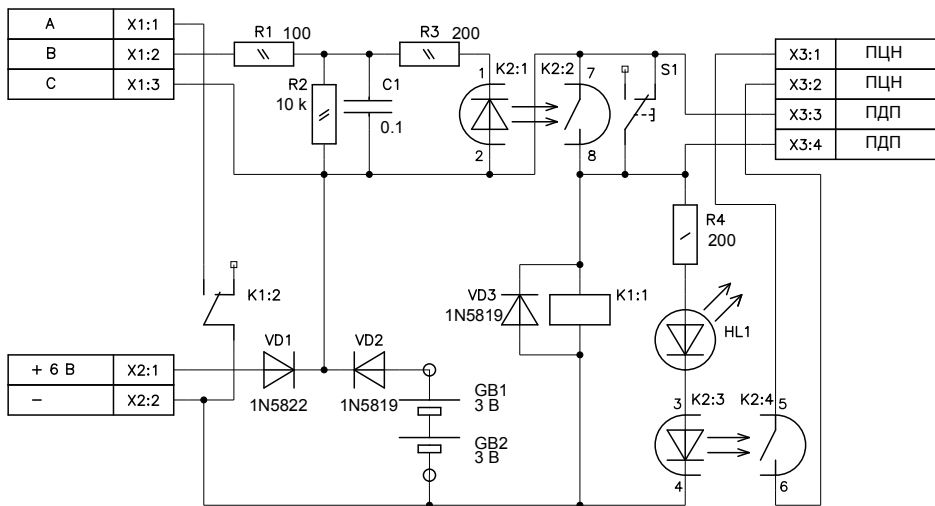 A X1:1
B X1:2
C X1:3
R1 100
R3 200
R2
10 k
C1
0.1
1
K2:1
K2:2
7
S1
2
8
X3:1 ПЦН
X3:2 ПЦН
X3:3 ПДП
X3:4 ПДП
R4
200
K1:2
VD3
1N5819
K1:1
HL1
VD1
VD2
+ 6 В X2:1
− X2:2
1N5822
1N5819
GB1
3 В
GB2
3 В
3
K2:3
K2:4
5
4
6